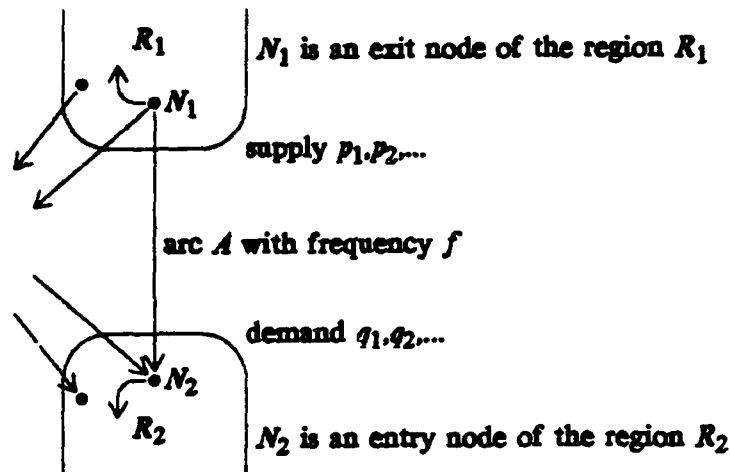 R₁
N₁ is an exit node of the region R₁
N₁
supply p₁,p₂,...
arc A with frequency f
demand q₁,q₂,...
N₂
R₂
N₂ is an entry node of the region R₂